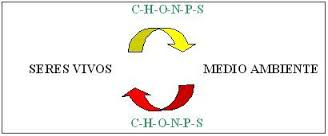 C-H-O-N-P-S
SERES VIVOS MEDIO AMBIENTE
C-H-O-N-P-S